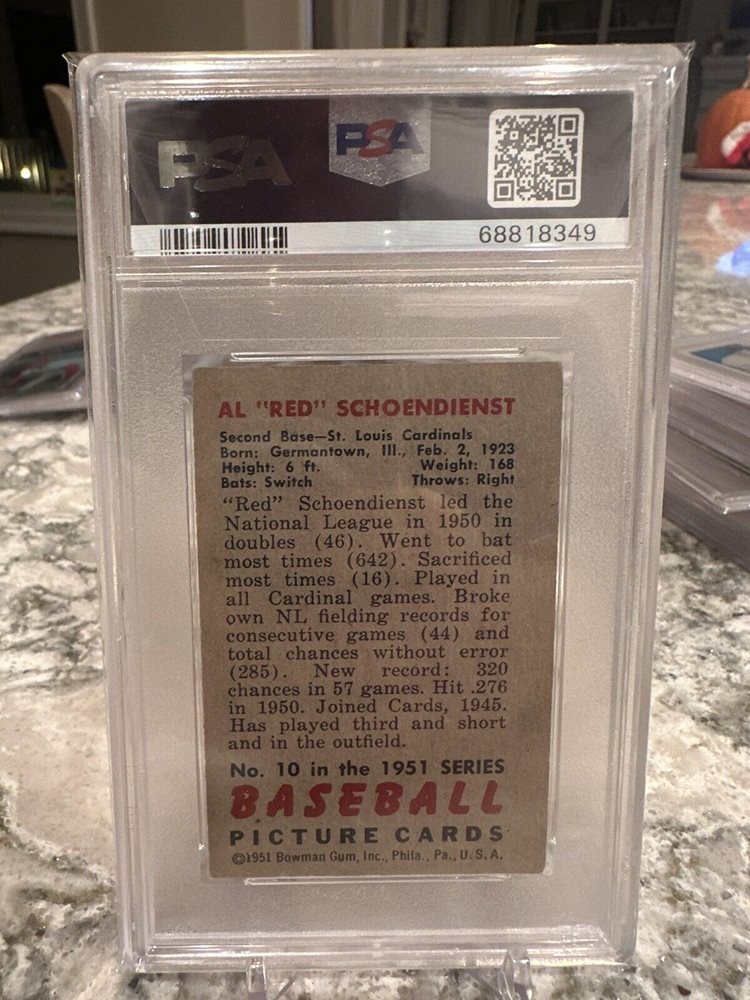 PSA PSA
68818349
AL "RED" SCHOENDIENST
Second Base—St. Louis Cardinals
Born: Germantown, Ill., Feb. 2, 1923
Height: 6 ft. Weight: 168
Bats: Switch Throws: Right
"Red" Schoendienst led the
National League in 1950 in
doubles (46). Went to bat
most times (642). Sacrificed
most times (16). Played in
all Cardinal games. Broke
own NL fielding records for
consecutive games (44) and
total chances without error
(285). New record: 320
chances in 57 games. Hit .276
in 1950. Joined Cards, 1945.
Has played third and short
and in the outfield.
No. 10 in the 1951 SERIES
BASEBALL
PICTURE CARDS
©1951 Bowman Gum, Inc., Phila., Pa., U.S.A.